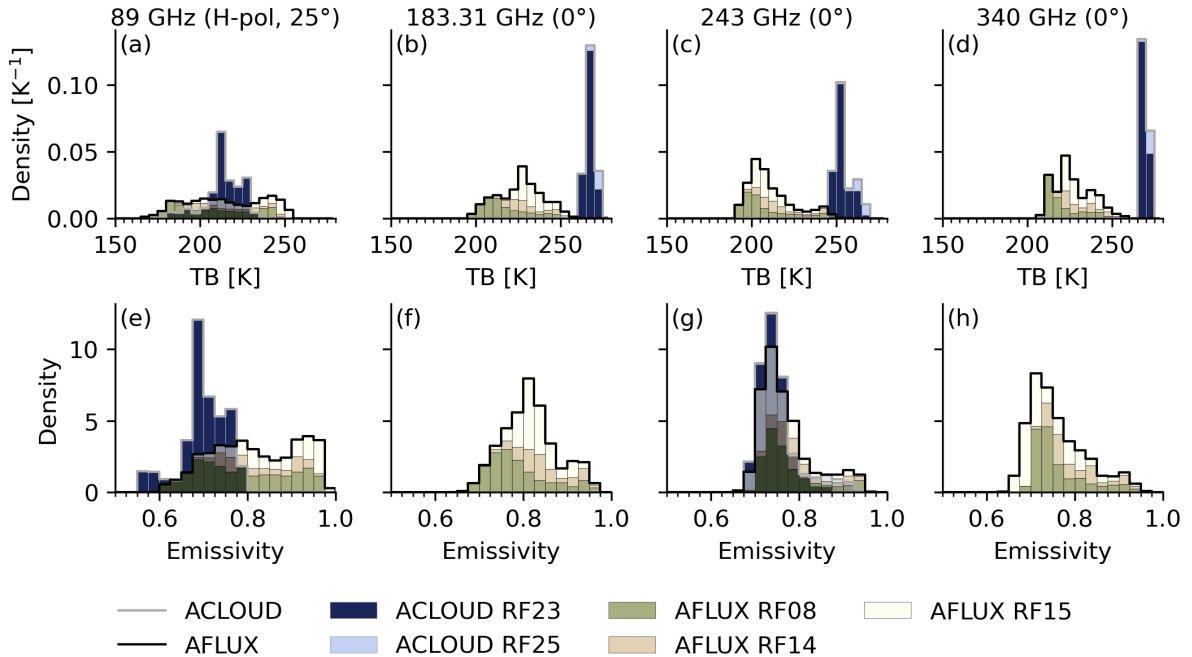 89 GHz (H-pol, 25°) 183.31 GHz (0°) 243 GHz (0°) 340 GHz (0°)
(a) (b) (c) (d)
Density [K⁻¹]
0.10
0.05
0.00
150 200 250 150 200 250 150 200 250 150 200 250
TB [K] TB [K] TB [K] TB [K]
(e) (f) (g) (h)
Density
10
5
0
0.6 0.8 1.0 0.6 0.8 1.0 0.6 0.8 1.0 0.6 0.8 1.0
Emissivity Emissivity Emissivity Emissivity
ACLOUD ACLOUD RF23 AFLUX RF08 AFLUX RF15
AFLUX ACLOUD RF25 AFLUX RF14